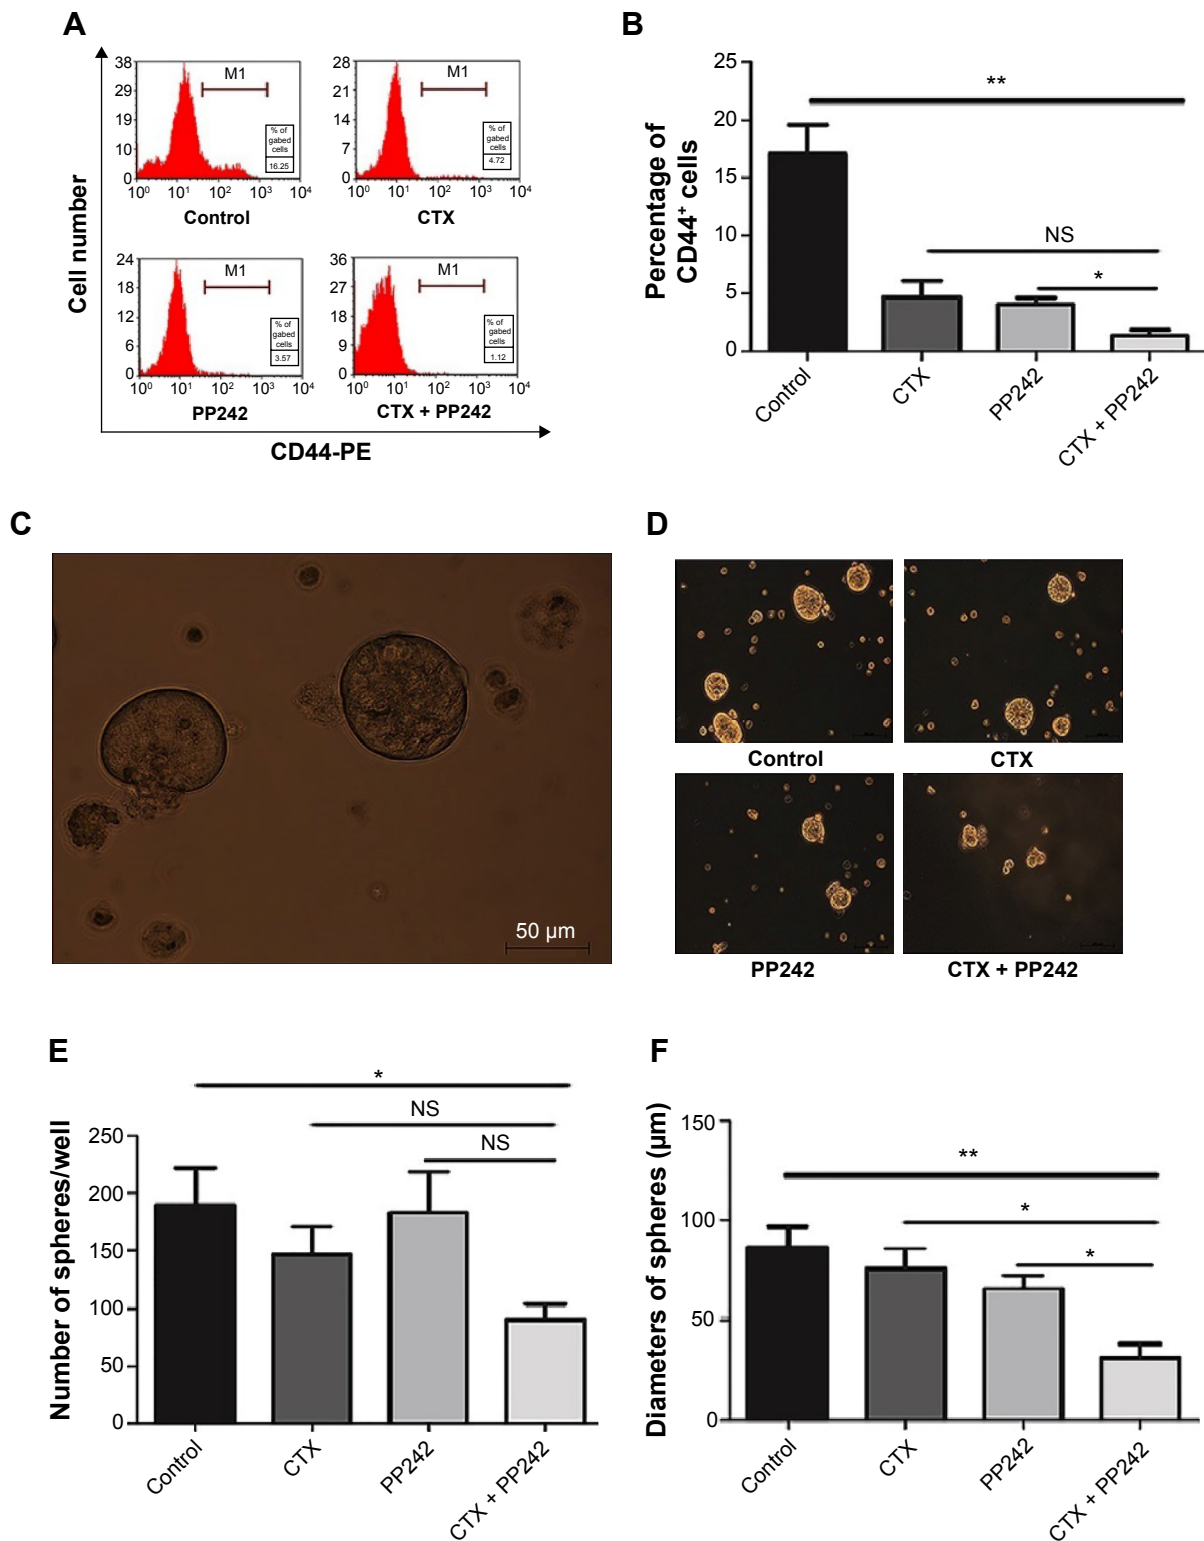 A
Cell number
38
29
19
10
0
M1
% of
gabed
cells
16.25
10⁰ 10¹ 10² 10³ 10⁴
Control
28
21
14
7
0
M1
% of
gabed
cells
4.72
10⁰ 10¹ 10² 10³ 10⁴
CTX
24
18
12
6
0
M1
% of
gabed
cells
3.57
10⁰ 10¹ 10² 10³ 10⁴
PP242
36
27
18
9
0
M1
% of
gabed
cells
1.12
10⁰ 10¹ 10² 10³ 10⁴
CTX + PP242
CD44-PE
B
Percentage of
CD44⁺ cells
25
20
15
10
5
0
**
NS
*
Control
CTX
PP242
CTX + PP242
C
50 µm
D
Control
CTX
PP242
CTX + PP242
E
Number of spheres/well
250
200
150
100
50
0
*
NS
NS
Control
CTX
PP242
CTX + PP242
F
Diameters of spheres (µm)
150
100
50
0
**
*
*
Control
CTX
PP242
CTX + PP242